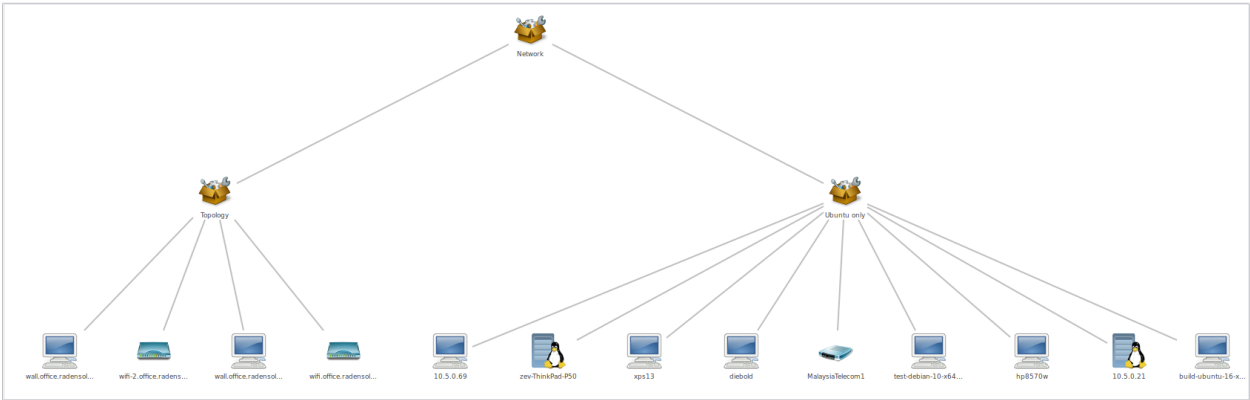 Network
Topology
Ubuntu only
wall.office.radensol...
wifi-2.office.radens...
wall.office.radensol...
wifi.office.radensol...
10.5.0.69
zev-ThinkPad-P50
xps13
diebold
MalaysiaTelecom1
test-debian-10-x64...
hp8570w
10.5.0.21
build-ubuntu-16-x...